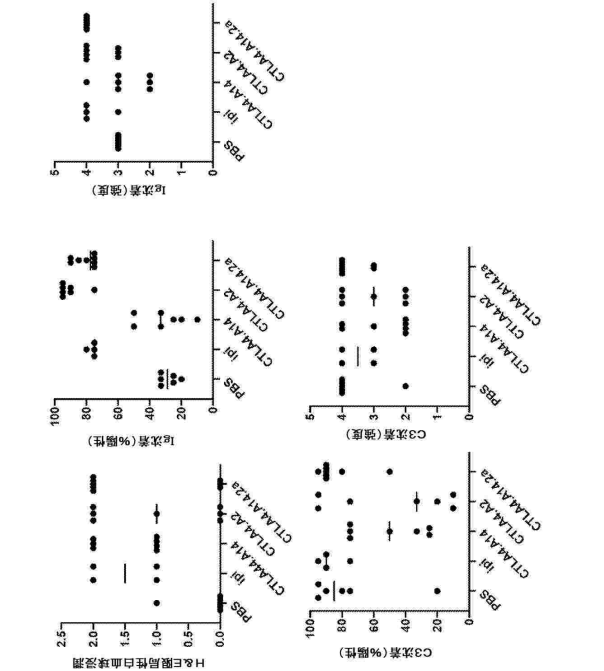 Ig沈着(強度)
5
4
3
2
1
0
PBS
ipi
CTLA4.A14
CTLA4.A2
CTLA4.A14.2a
Ig沈着(%陽性)
100
80
60
40
20
0
PBS
ipi
CTLA4.A14
CTLA4.A2
CTLA4.A14.2a
C3沈着(強度)
5
4
3
2
1
0
PBS
ipi
CTLA4.A14
CTLA4.A2
CTLA4.A14.2a
H&E限局性白血球浸潤
2.5
2.0
1.5
1.0
0.5
0.0
PBS
ipi
CTLA44.A14
CTLA4.A2
CTLA4.A14.2a
C3沈着(%陽性)
100
80
60
40
20
0
PBS
ipi
CTLA4.A14
CTLA4.A2
CTLA4.A14.2a